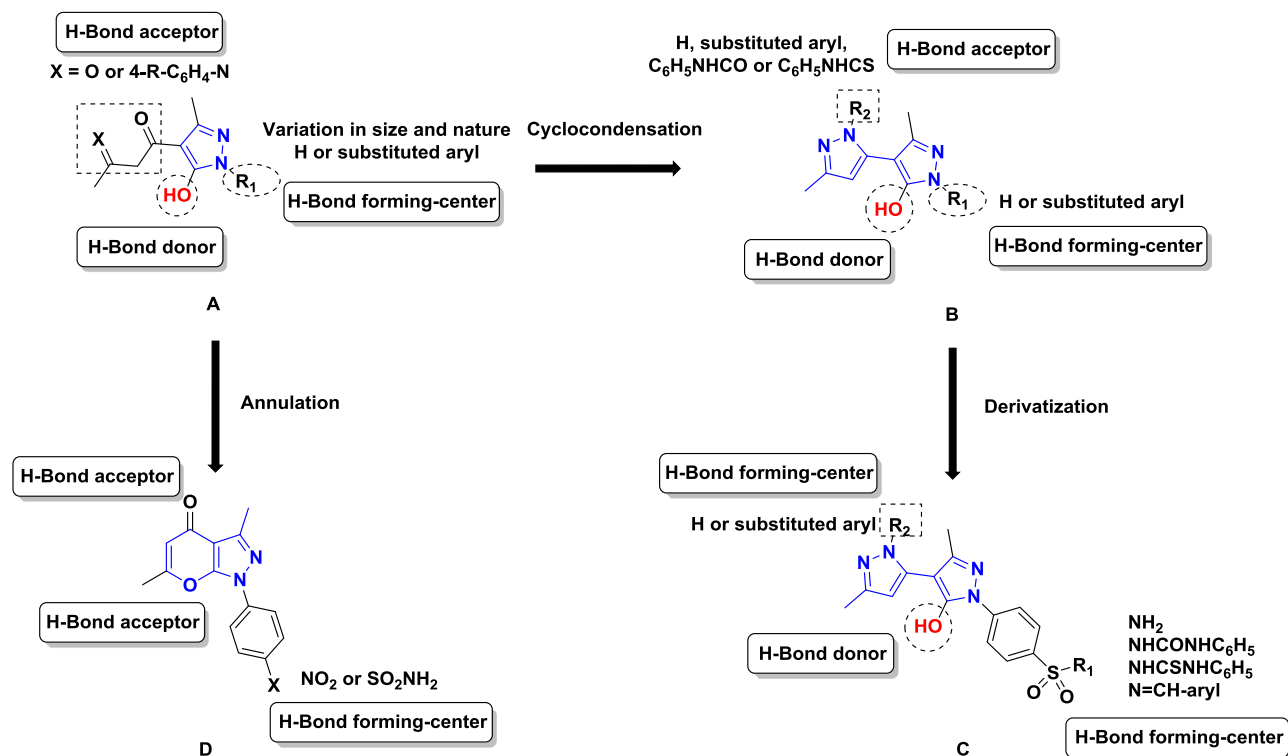 H-Bond acceptor
X = O or 4-R-C₆H₄-N
O
X
N
N
R₁
HO
Variation in size and nature
H or substituted aryl
H-Bond forming-center
H-Bond donor
A
Cyclocondensation
H, substituted aryl,
C₆H₅NHCO or C₆H₅NHCS
H-Bond acceptor
R₂
N
N
N
N
R₁
HO
H or substituted aryl
H-Bond forming-center
H-Bond donor
B
Annulation
Derivatization
H-Bond acceptor
O
N
N
O
H-Bond acceptor
X
NO₂ or SO₂NH₂
H-Bond forming-center
D
H-Bond forming-center
H or substituted aryl
R₂
N
N
N
N
HO
H-Bond donor
S
R₁
O
O
NH₂
NHCONHC₆H₅
NHCSNHC₆H₅
N=CH-aryl
H-Bond forming-center
C